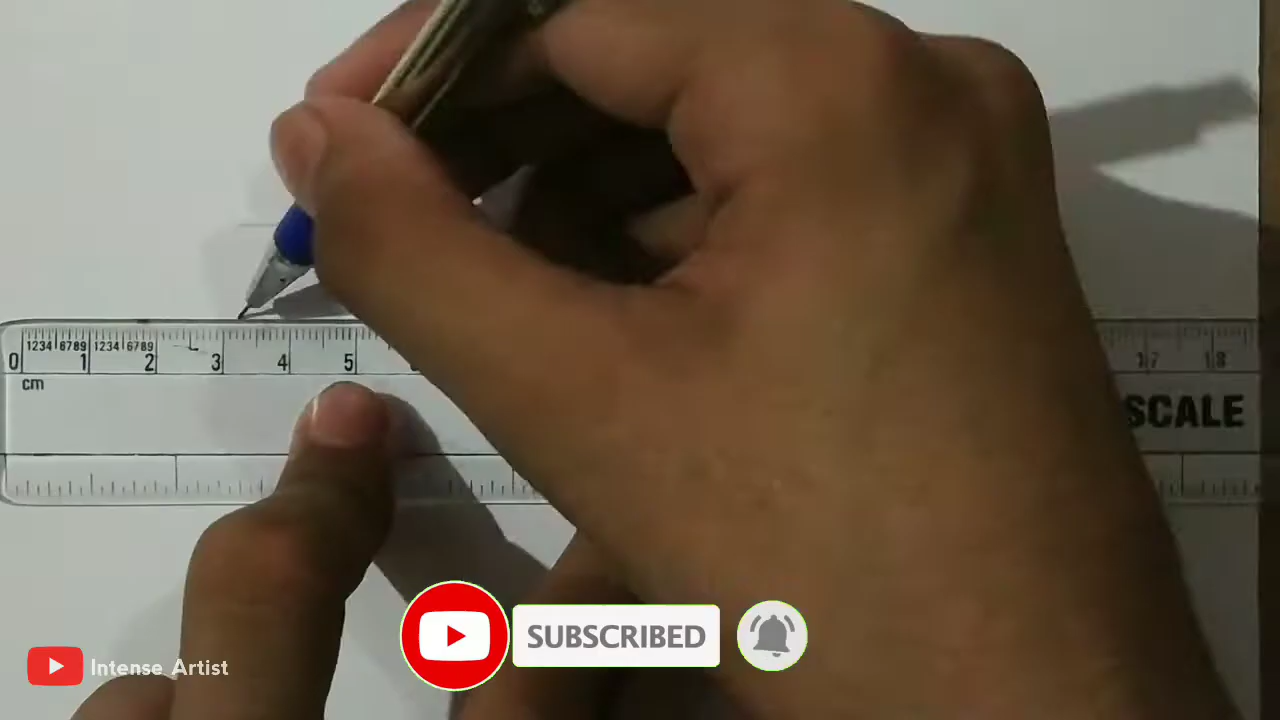 1234 6789 1234 6789
0 1 2 3 4 5 17 18
cm
SCALE
SUBSCRIBED
Intense Artist